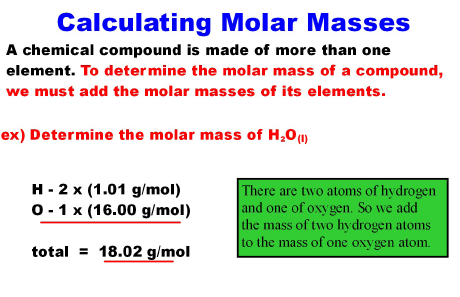 Calculating Molar Masses
A chemical compound is made of more than one
element. To determine the molar mass of a compound,
we must add the molar masses of its elements.
ex) Determine the molar mass of H₂O(l)
H - 2 x (1.01 g/mol)
O - 1 x (16.00 g/mol)
total = 18.02 g/mol
There are two atoms of hydrogen
and one of oxygen. So we add
the mass of two hydrogen atoms
to the mass of one oxygen atom.